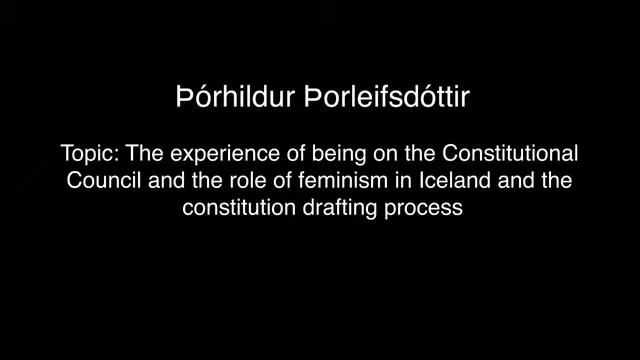 Þórhildur Þorleifsdóttir
Topic: The experience of being on the Constitutional
Council and the role of feminism in Iceland and the
constitution drafting process